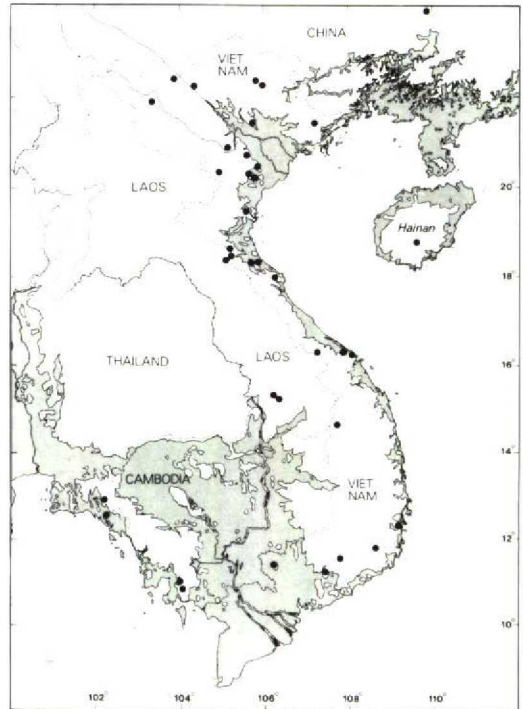 CHINA
VIET
NAM
LAOS
20°
Hainan
18°
THAILAND
LAOS
16°
14°
CAMBODIA
VIET
NAM
12°
10°
102°
104°
106°
108°
110°